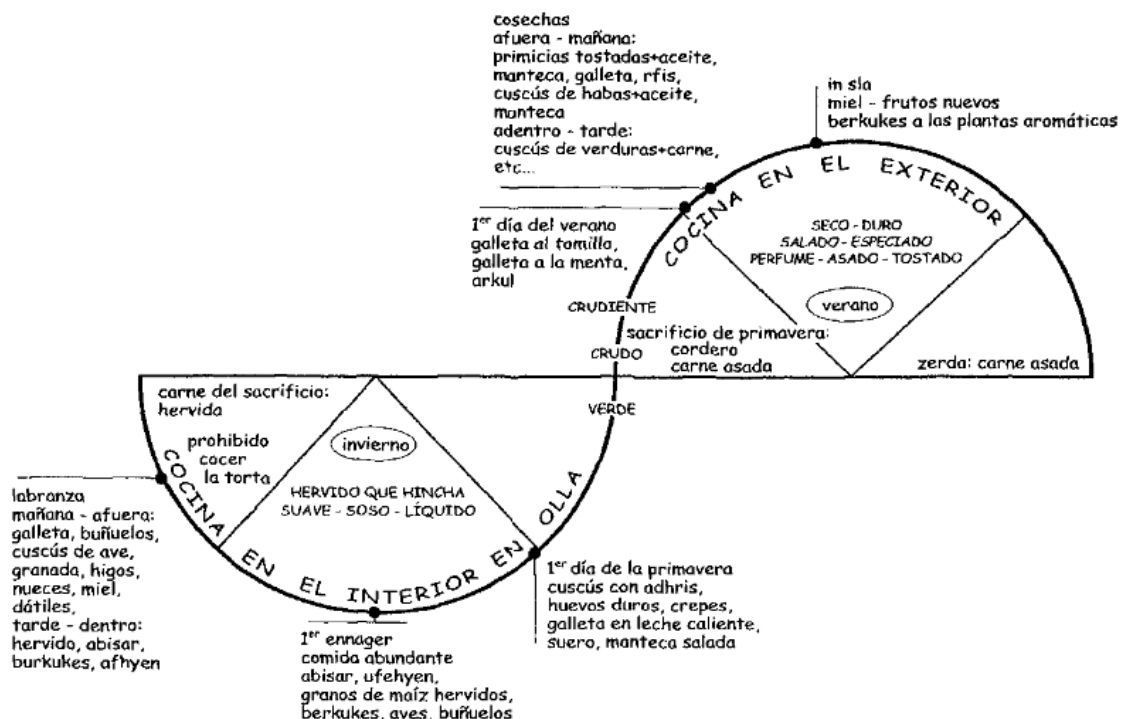 cosechas
afuera - mañana:
primicias tostadas+aceite,
manteca, galleta, rfis,
cuscús de habas+aceite,
manteca
adentro - tarde:
cuscús de verduras+carne,
etc...
in sla
miel - frutos nuevos
berkukes a las plantas aromáticas
COCINA EN EL EXTERIOR
1er día del verano
galleta al tomillo,
galleta a la menta,
arkul
SECO - DURO
SALADO - ESPECIADO
PERFUME - ASADO - TOSTADO
verano
CRUDIENTE
sacrificio de primavera:
cordero
carne asada
CRUDO
zerda: carne asada
VERDE
carne del sacrificio:
hervida
prohibido
cocer
la torta
invierno
HERVIDO QUE HINCHA
SUAVE - SOSO - LÍQUIDO
COCINA EN EL INTERIOR EN OLLA
labranza
mañana - afuera:
galleta, buñuelos,
cuscús de ave,
granada, higos,
nueces, miel,
dátiles,
tarde - dentro:
hervido, abisar,
burkukes, afhyen
1er ennager
comida abundante
abisar, ufehyen,
granos de maíz hervidos,
berkukes, aves, buñuelos
1er día de la primavera
cuscús con adhris,
huevos duros, crepes,
galleta en leche caliente,
suero, manteca salada